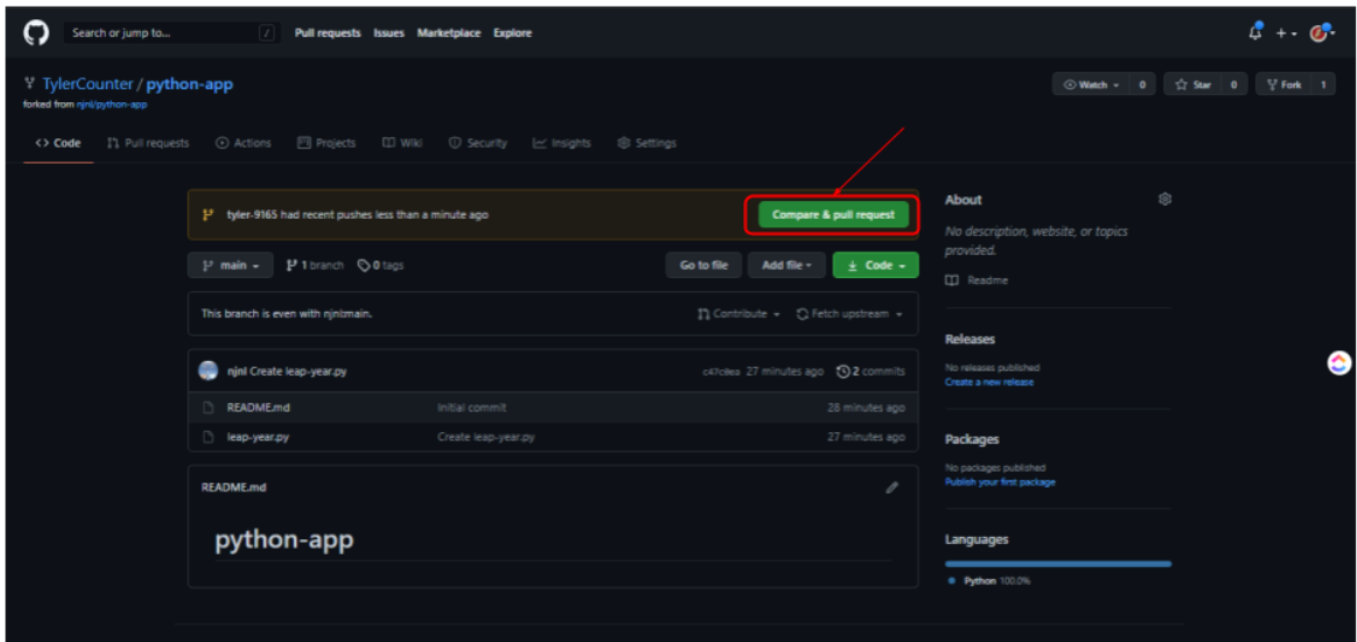 Search or jump to... /
Pull requests Issues Marketplace Explore
TylerCounter / python-app
forked from njnl/python-app
Watch 0 Star 0 Fork 1
Code Pull requests Actions Projects Wiki Security Insights Settings
tyler-9165 had recent pushes less than a minute ago
Compare & pull request
main 1 branch 0 tags
Go to file Add file Code
This branch is even with njnl:main.
Contribute Fetch upstream
njnl Create leap-year.py
27 minutes ago 2 commits
README.md Initial commit 28 minutes ago
leap-year.py Create leap-year.py 27 minutes ago
README.md
python-app
About
No description, website, or topics
provided.
Readme
Releases
No releases published
Create a new release
Packages
No packages published
Publish your first package
Languages
Python 100.0%